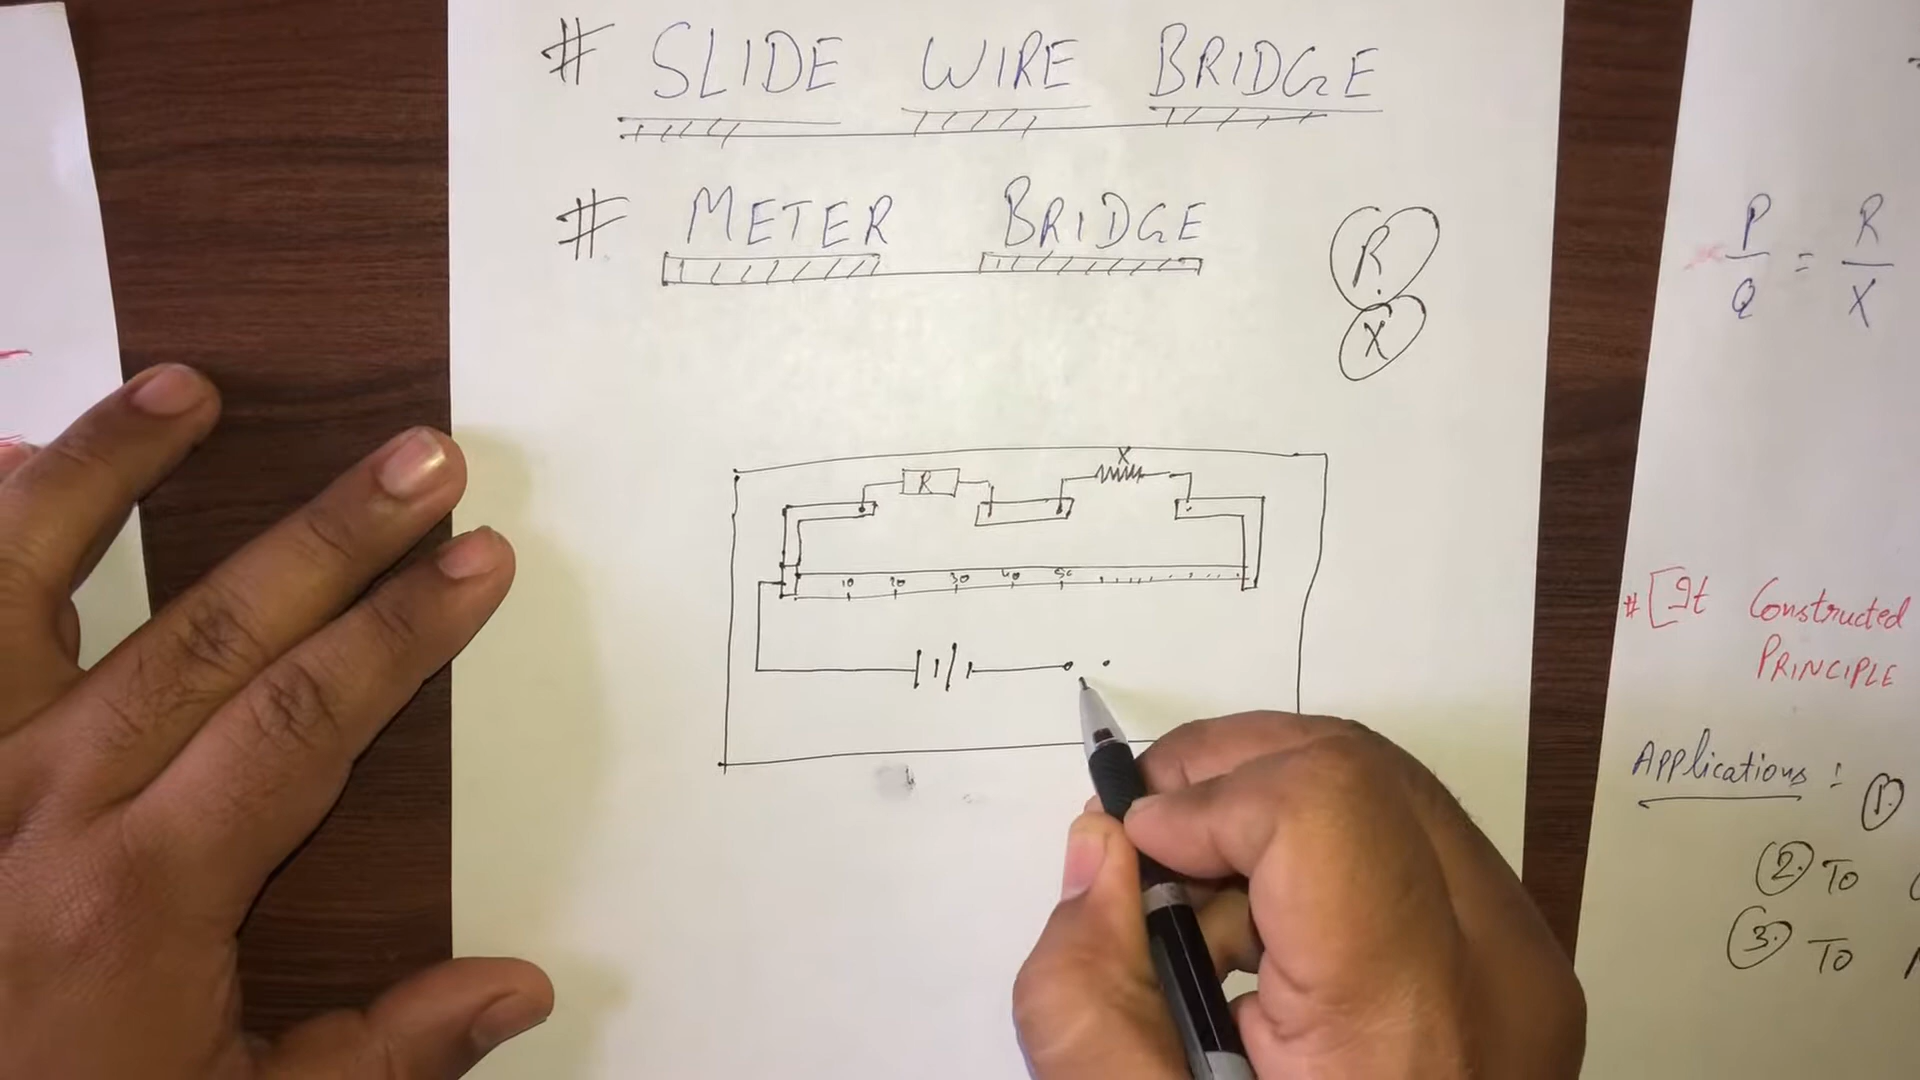 # SLIDE WIRE BRIDGE
# METER BRIDGE
R
X
X
R
10 20 30 40 50
P R
= 
Q X
# [It Constructed
PRINCIPLE
Applications : 1.
2. To
3. To